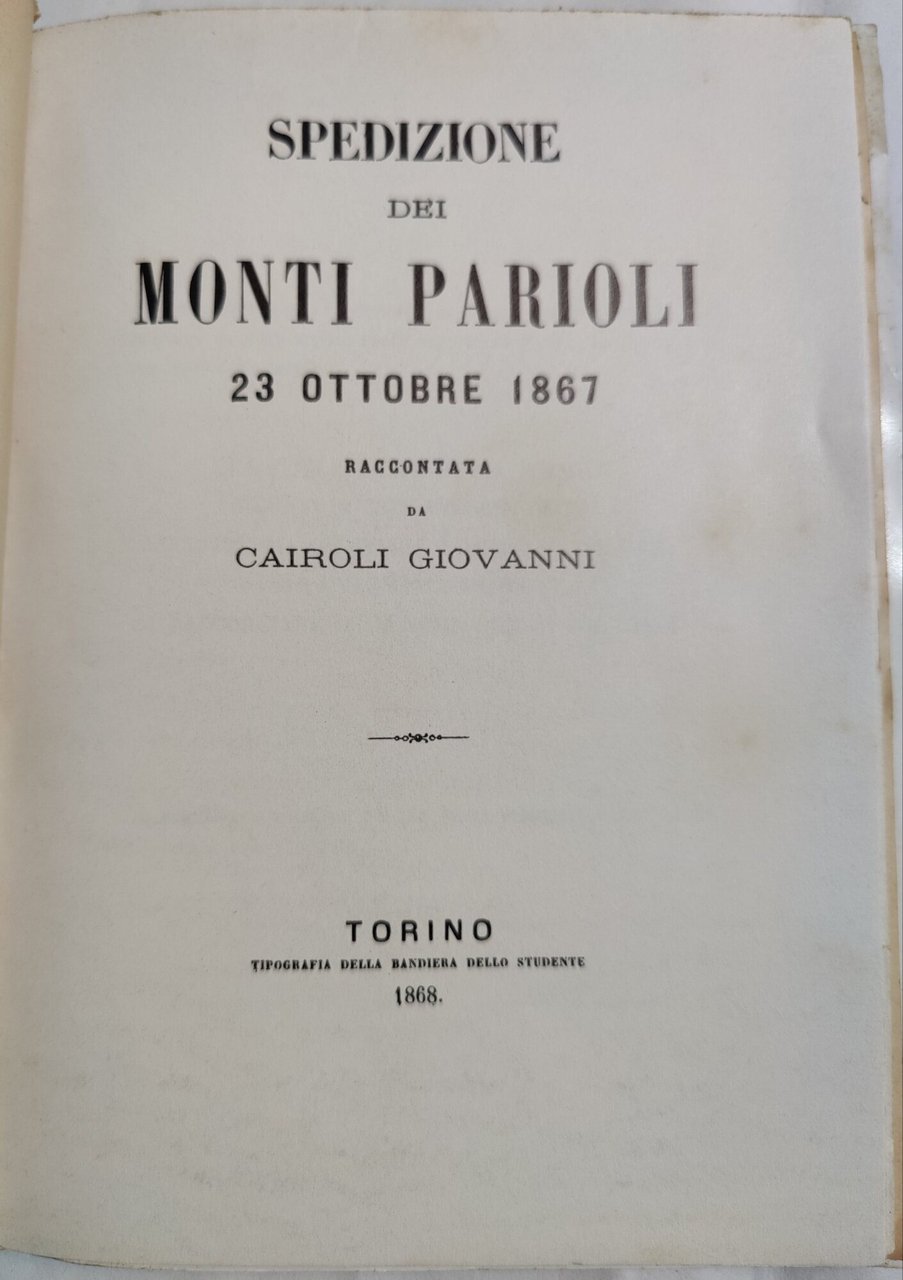 SPEDIZIONE
DEI
MONTI PARIOLI
23 OTTOBRE 1867
RACCONTATA
DA
CAIROLI GIOVANNI
TORINO
TIPOGRAFIA DELLA BANDIERA DELLO STUDENTE
1868.